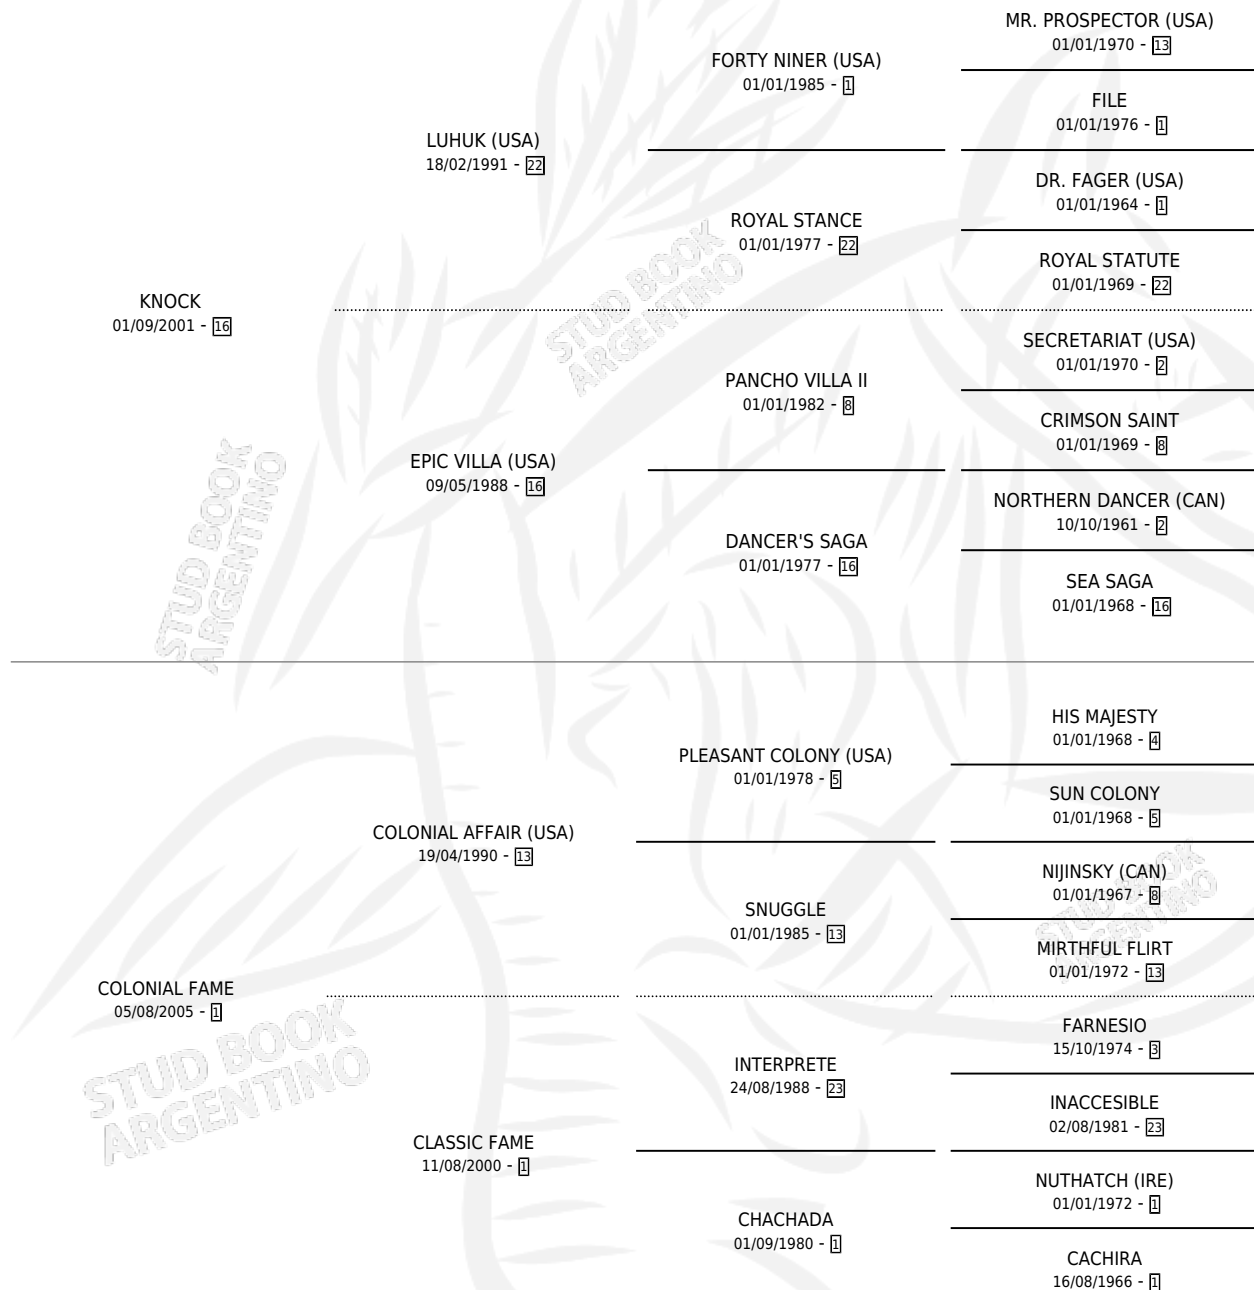 MR. PROSPECTOR (USA)
01/01/1970 - 13
FORTY NINER (USA)
01/01/1985 - 1
FILE
01/01/1976 - 1
LUHUK (USA)
18/02/1991 - 22
DR. FAGER (USA)
01/01/1964 - 1
ROYAL STANCE
01/01/1977 - 22
ROYAL STATUTE
01/01/1969 - 22
KNOCK
01/09/2001 - 16
STUD BOOK
ARGENTINO
SECRETARIAT (USA)
01/01/1970 - 2
PANCHO VILLA II
01/01/1982 - 8
CRIMSON SAINT
01/01/1969 - 8
EPIC VILLA (USA)
09/05/1988 - 16
NORTHERN DANCER (CAN)
10/10/1961 - 2
DANCER'S SAGA
01/01/1977 - 16
SEA SAGA
01/01/1968 - 16
STUD BOOK
ARGENTINO
HIS MAJESTY
01/01/1968 - 4
PLEASANT COLONY (USA)
01/01/1978 - 5
SUN COLONY
01/01/1968 - 5
COLONIAL AFFAIR (USA)
19/04/1990 - 13
NIJINSKY (CAN)
01/01/1967 - 8
SNUGGLE
01/01/1985 - 13
MIRTHFUL FLIRT
01/01/1972 - 13
STUD BOOK
ARGENTINO
COLONIAL FAME
05/08/2005 - 1
FARNESIO
15/10/1974 - 3
INTERPRETE
24/08/1988 - 23
INACCESIBLE
02/08/1981 - 23
STUD BOOK
ARGENTINO
CLASSIC FAME
11/08/2000 - 1
NUTHATCH (IRE)
01/01/1972 - 1
CHACHADA
01/09/1980 - 1
CACHIRA
16/08/1966 - 1